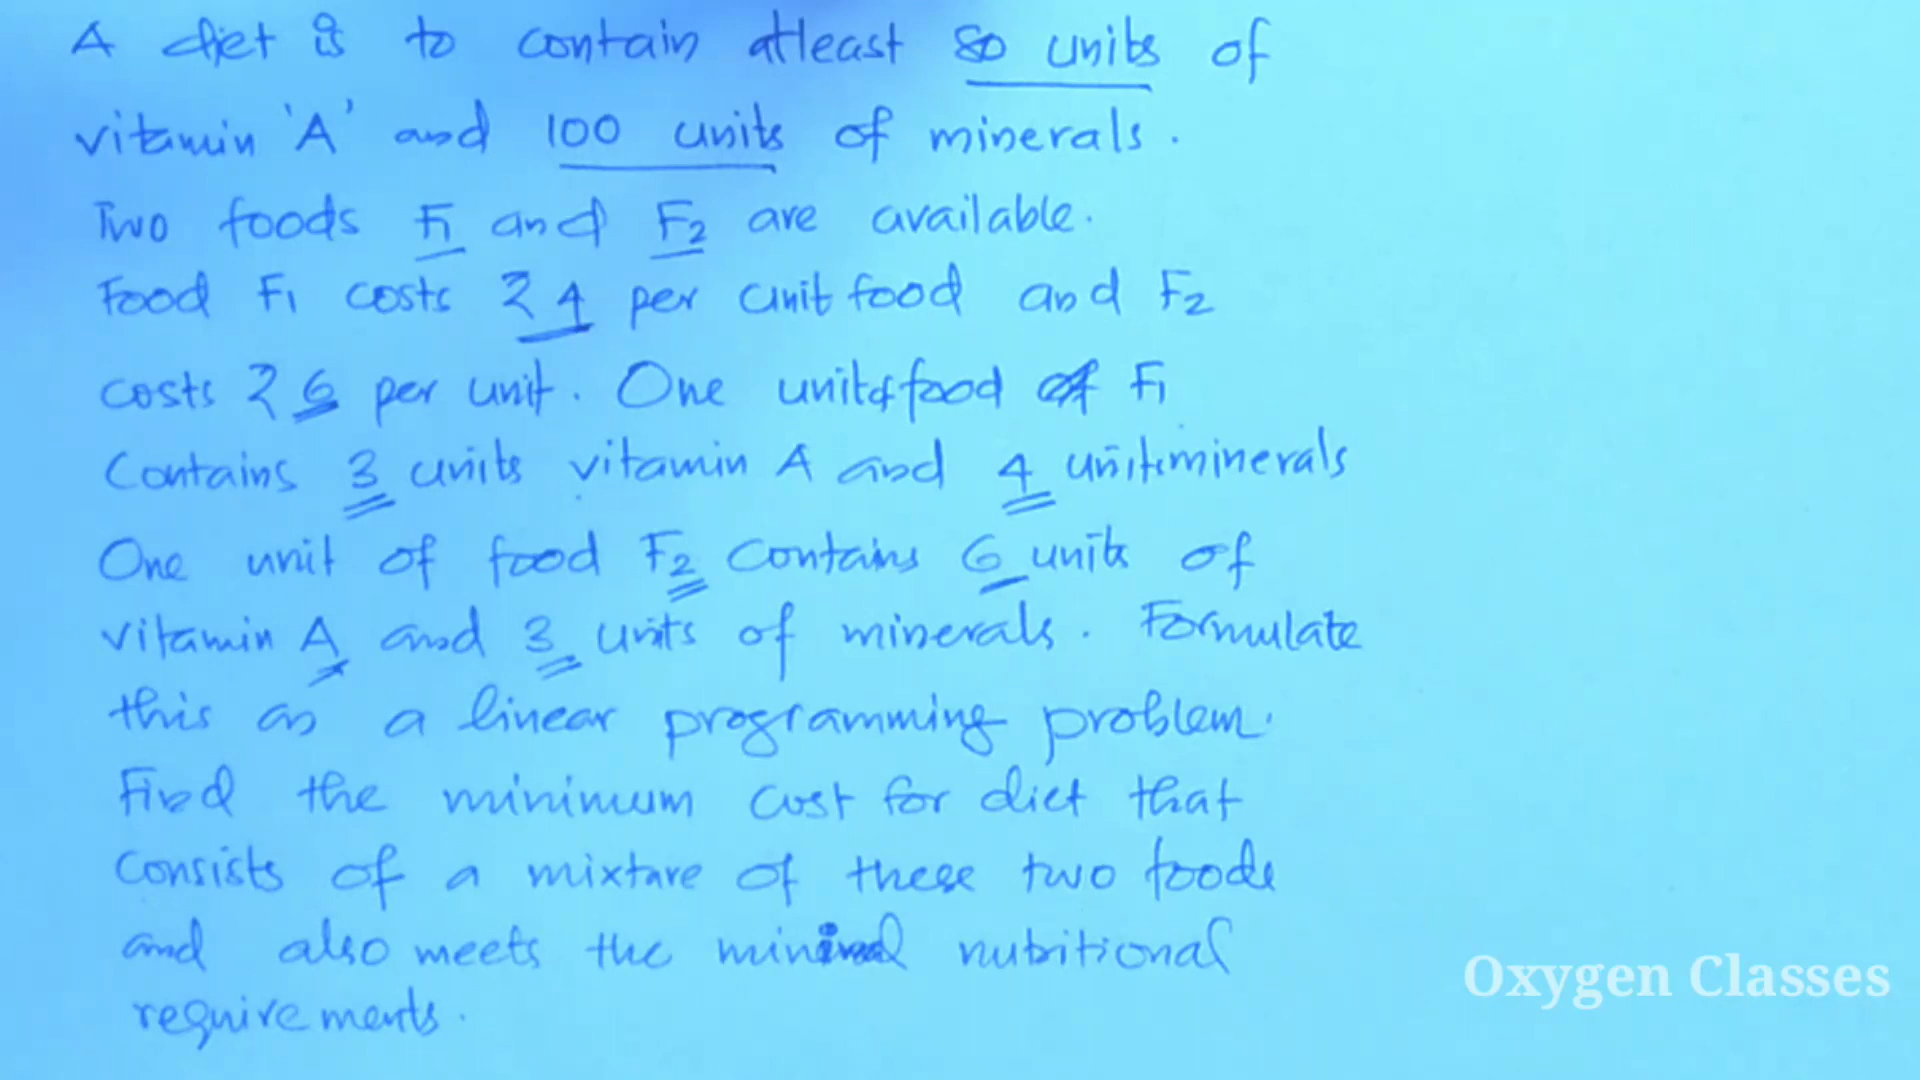 A diet is to contain atleast 80 units of
vitamin 'A' and 100 units of minerals.
Two foods F1 and F2 are available.
Food F1 costs ₹ 4 per unit food and F2
costs ₹ 6 per unit. One unit of food of F1
Contains 3 units vitamin A and 4 unit minerals
One unit of food F2 contains 6 units of
vitamin A and 3 units of minerals. Formulate
this as a linear programming problem.
Find the minimum cost for diet that
consists of a mixture of these two foods
and also meets the nutritional
requirements.
Oxygen Classes